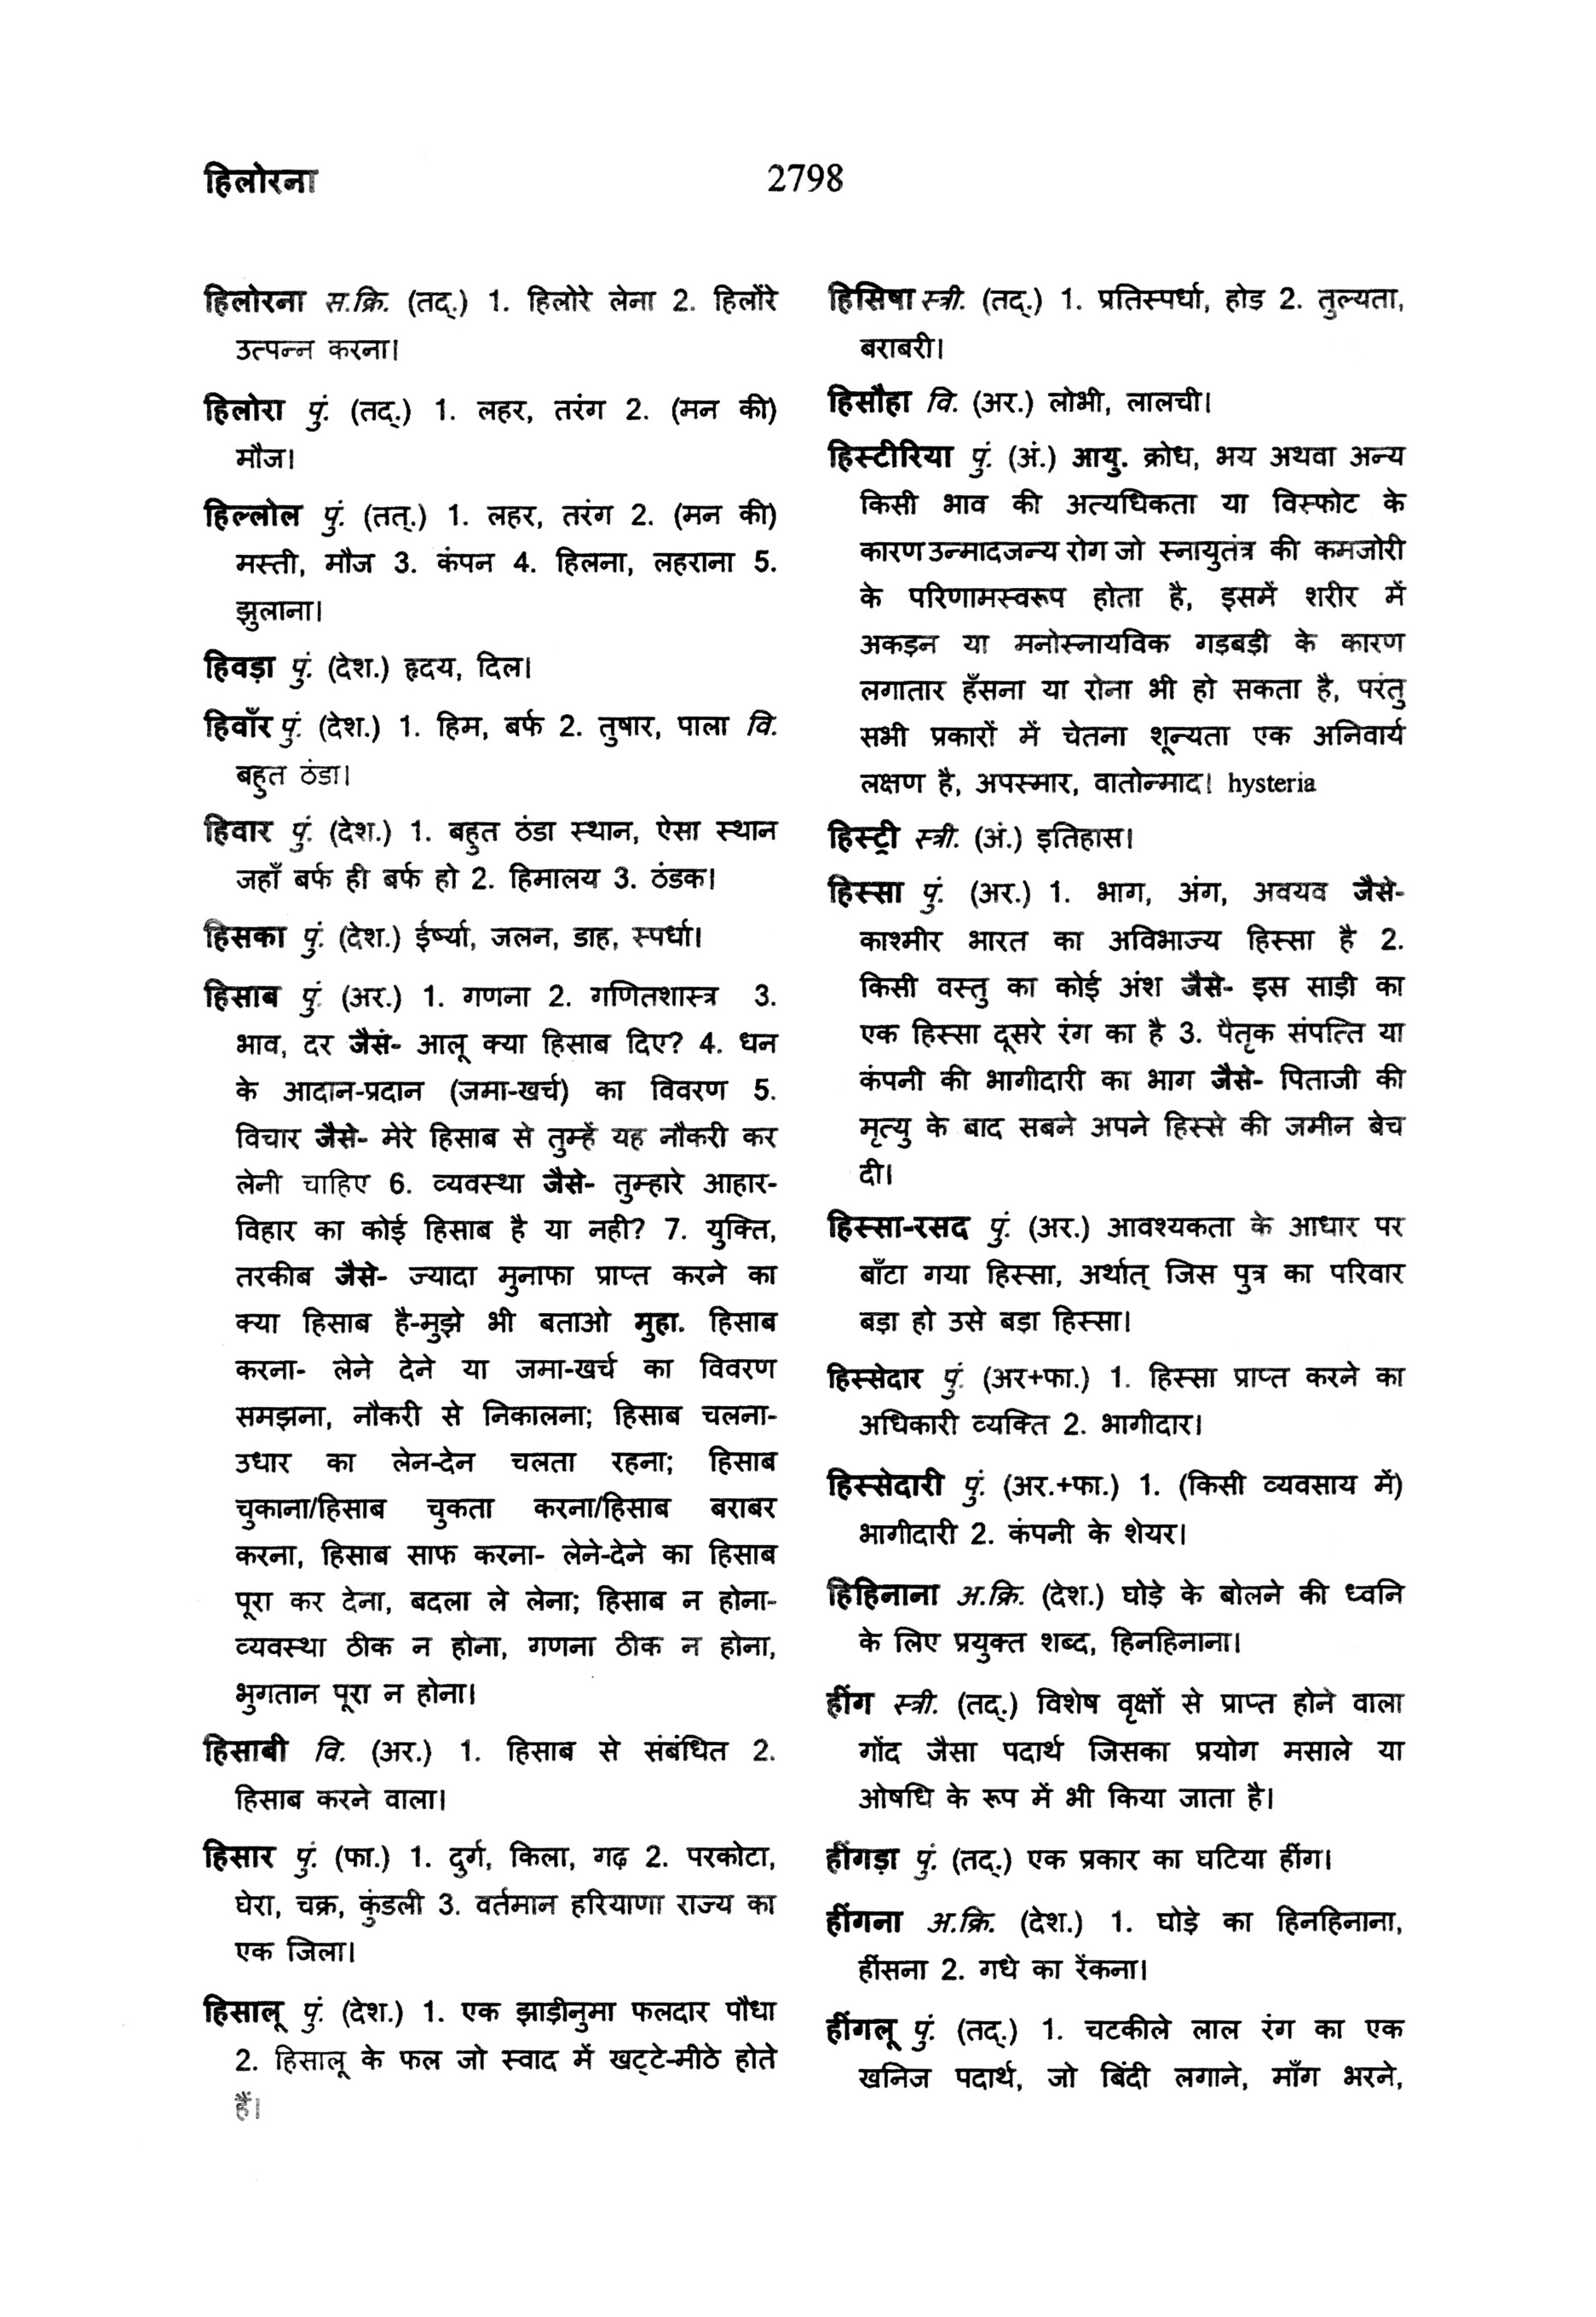 हिलोरना
2798
हिलोरना स.क्रि. (तद्.) 1. हिलोरे लेना 2. हिलोंरे
उत्पन्न करना।
हिलोरा पुं. (तद्.) 1. लहर, तरंग 2. (मन की)
मौज।
हिल्लोल पुं. (तत्.) 1. लहर, तरंग 2. (मन की)
मस्ती, मौज 3. कंपन 4. हिलना, लहराना 5.
झुलाना।
हिवड़ा पुं. (देश.) हृदय, दिल।
हिवाँर पुं. (देश.) 1. हिम, बर्फ 2. तुषार, पाला वि.
बहुत ठंडा।
हिवार पुं. (देश.) 1. बहुत ठंडा स्थान, ऐसा स्थान
जहाँ बर्फ ही बर्फ हो 2. हिमालय 3. ठंडक।
हिसका पुं. (देश.) ईर्ष्या, जलन, डाह, स्पर्धा।
हिसाब पुं. (अर.) 1. गणना 2. गणितशास्त्र 3.
भाव, दर जैसं- आलू क्या हिसाब दिए? 4. धन
के आदान-प्रदान (जमा-खर्च) का विवरण 5.
विचार जैसे- मेरे हिसाब से तुम्हें यह नौकरी कर
लेनी चाहिए 6. व्यवस्था जैसे- तुम्हारे आहार-
विहार का कोई हिसाब है या नही? 7. युक्ति,
तरकीब जैसे- ज्यादा मुनाफा प्राप्त करने का
क्या हिसाब है-मुझे भी बताओ मुहा. हिसाब
करना- लेने देने या जमा-खर्च का विवरण
समझना, नौकरी से निकालना; हिसाब चलना-
उधार का लेन-देन चलता रहना; हिसाब
चुकाना/हिसाब चुकता करना/हिसाब बराबर
करना, हिसाब साफ करना- लेने-देने का हिसाब
पूरा कर देना, बदला ले लेना; हिसाब न होना-
व्यवस्था ठीक न होना, गणना ठीक न होना,
भुगतान पूरा न होना।
हिसाबी वि. (अर.) 1. हिसाब से संबंधित 2.
हिसाब करने वाला।
हिसार पुं. (फा.) 1. दुर्ग, किला, गढ़ 2. परकोटा,
घेरा, चक्र, कुंडली 3. वर्तमान हरियाणा राज्य का
एक जिला।
हिसालू पुं. (देश.) 1. एक झाड़ीनुमा फलदार पौधा
2. हिसालू के फल जो स्वाद में खट्टे-मीठे होते
हैं।
हिसिषा स्त्री. (तद्.) 1. प्रतिस्पर्धा, होड 2. तुल्यता,
बराबरी।
हिसौहा वि. (अर.) लोभी, लालची।
हिस्टीरिया पुं. (अं.) आयु. क्रोध, भय अथवा अन्य
किसी भाव की अत्यधिकता या विस्फोट के
कारण उन्मादजन्य रोग जो स्नायुतंत्र की कमजोरी
के परिणामस्वरूप होता है, इसमें शरीर में
अकड़न या मनोस्नायविक गड़बड़ी के कारण
लगातार हँसना या रोना भी हो सकता है, परंतु
सभी प्रकारों में चेतना शून्यता एक अनिवार्य
लक्षण है, अपस्मार, वातोन्माद। hysteria
हिस्ट्री स्त्री. (अं.) इतिहास।
हिस्सा पुं. (अर.) 1. भाग, अंग, अवयव जैसे-
काश्मीर भारत का अविभाज्य हिस्सा है 2.
किसी वस्तु का कोई अंश जैसे- इस साड़ी का
एक हिस्सा दूसरे रंग का है 3. पैतृक संपत्ति या
कंपनी की भागीदारी का भाग जैसे- पिताजी की
मृत्यु के बाद सबने अपने हिस्से की जमीन बेच
दी।
हिस्सा-रसद पुं. (अर.) आवश्यकता के आधार पर
बाँटा गया हिस्सा, अर्थात् जिस पुत्र का परिवार
बड़ा हो उसे बड़ा हिस्सा।
हिस्सेदार पुं. (अर+फा.) 1. हिस्सा प्राप्त करने का
अधिकारी व्यक्ति 2. भागीदार।
हिस्सेदारी पुं. (अर.+फा.) 1. (किसी व्यवसाय में)
भागीदारी 2. कंपनी के शेयर।
हिहिनाना अ.क्रि. (देश.) घोड़े के बोलने की ध्वनि
के लिए प्रयुक्त शब्द, हिनहिनाना।
हींग स्त्री. (तद्.) विशेष वृक्षों से प्राप्त होने वाला
गोंद जैसा पदार्थ जिसका प्रयोग मसाले या
ओषधि के रूप में भी किया जाता है।
हींगड़ा पुं. (तद्.) एक प्रकार का घटिया हींग।
हींगना अ.क्रि. (देश.) 1. घोड़े का हिनहिनाना,
हींसना 2. गधे का रेंकना।
हींगलू पुं. (तद्.) 1. चटकीले लाल रंग का एक
खनिज पदार्थ, जो बिंदी लगाने, माँग भरने,